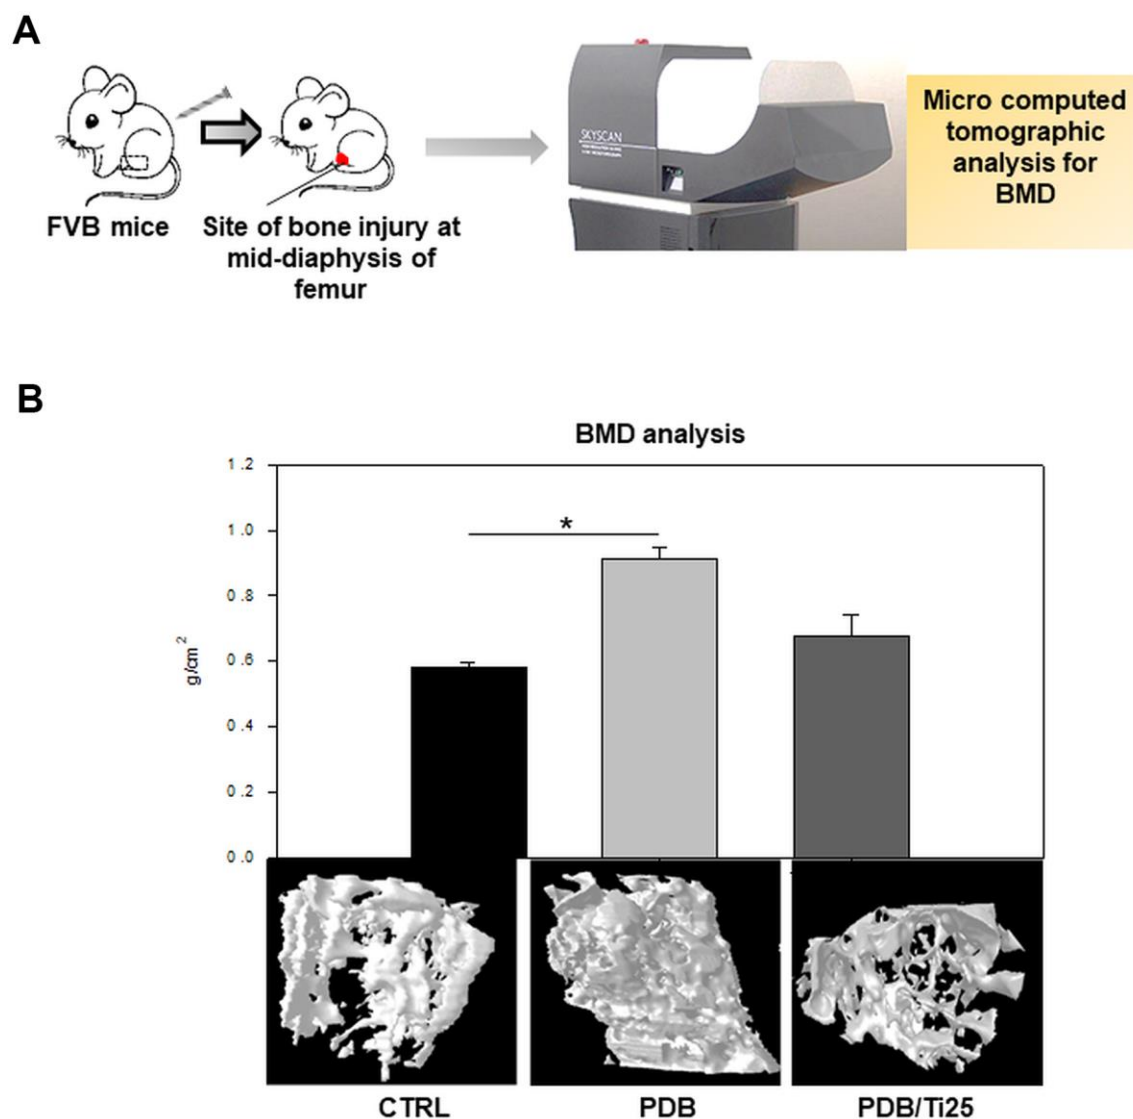 A
FVB mice
Site of bone injury at
mid-diaphysis of
femur
SKYSCAN
Micro computed
tomographic
analysis for
BMD
B
BMD analysis
g/cm²
1.2
1.0
0.8
0.6
0.4
0.2
0.0
*
CTRL
PDB
PDB/Ti25